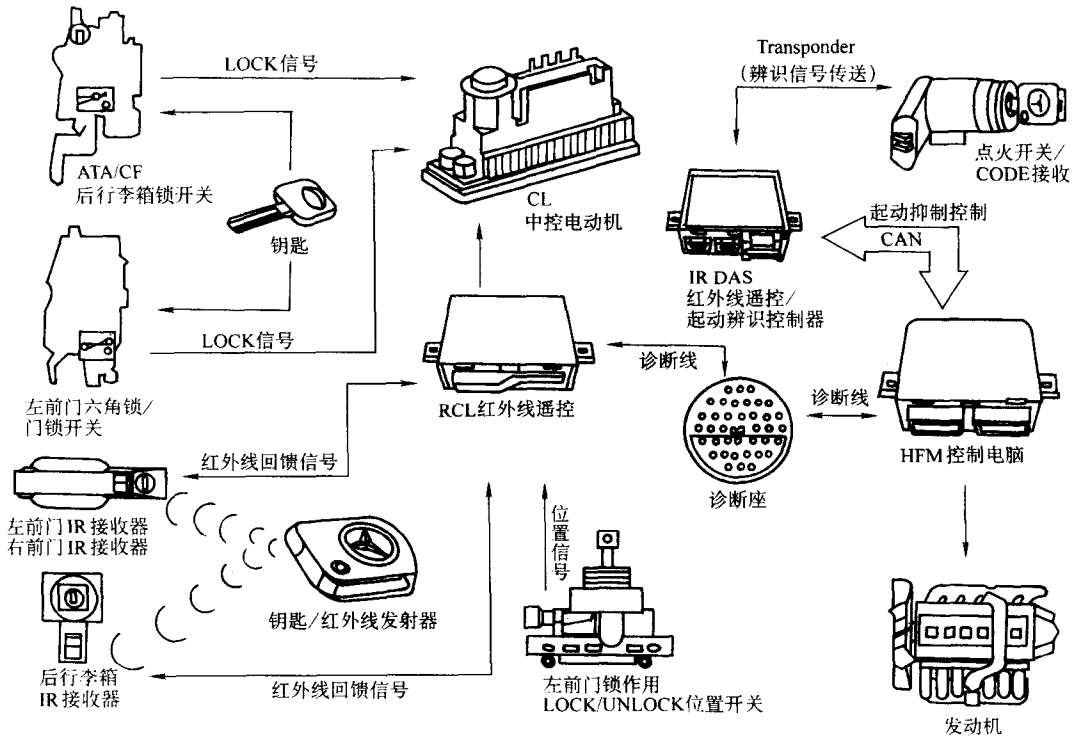 LOCK信号
ATA/CF
后行李箱锁开关
钥匙
CL
中控电动机
Transponder
(辨识信号传送)
点火开关/
CODE接收
起动抑制控制
CAN
IR DAS
红外线遥控/
起动辨识控制器
LOCK信号
左前门六角锁/
门锁开关
RCL红外线遥控
诊断线
诊断线
HFM控制电脑
诊断座
红外线回馈信号
左前门IR接收器
右前门IR接收器
位置信号
钥匙/红外线发射器
后行李箱
IR接收器
红外线回馈信号
左前门锁作用
LOCK/UNLOCK位置开关
发动机